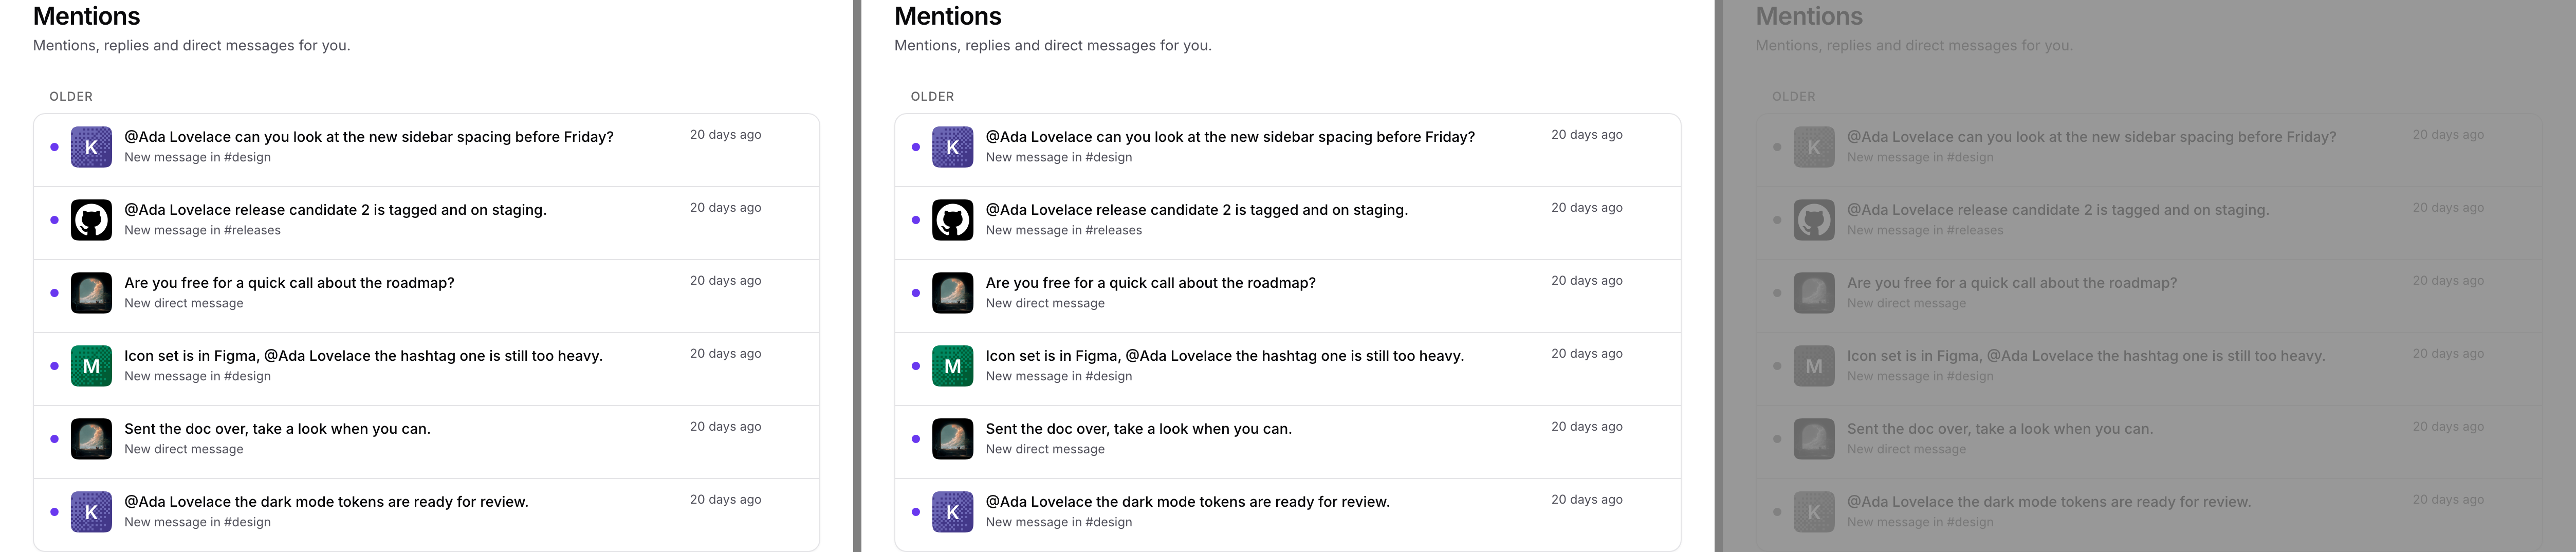 Mentions
Mentions, replies and direct messages for you.
OLDER
K
@Ada Lovelace can you look at the new sidebar spacing before Friday?
20 days ago
New message in #design
@Ada Lovelace release candidate 2 is tagged and on staging.
20 days ago
New message in #releases
Are you free for a quick call about the roadmap?
20 days ago
New direct message
M
Icon set is in Figma, @Ada Lovelace the hashtag one is still too heavy.
20 days ago
New message in #design
Sent the doc over, take a look when you can.
20 days ago
New direct message
K
@Ada Lovelace the dark mode tokens are ready for review.
20 days ago
New message in #design
Mentions
Mentions, replies and direct messages for you.
OLDER
K
@Ada Lovelace can you look at the new sidebar spacing before Friday?
20 days ago
New message in #design
@Ada Lovelace release candidate 2 is tagged and on staging.
20 days ago
New message in #releases
Are you free for a quick call about the roadmap?
20 days ago
New direct message
M
Icon set is in Figma, @Ada Lovelace the hashtag one is still too heavy.
20 days ago
New message in #design
Sent the doc over, take a look when you can.
20 days ago
New direct message
K
@Ada Lovelace the dark mode tokens are ready for review.
20 days ago
New message in #design
Mentions
Mentions, replies and direct messages for you.
OLDER
K
@Ada Lovelace can you look at the new sidebar spacing before Friday?
20 days ago
New message in #design
@Ada Lovelace release candidate 2 is tagged and on staging.
20 days ago
New message in #releases
Are you free for a quick call about the roadmap?
20 days ago
New direct message
M
Icon set is in Figma, @Ada Lovelace the hashtag one is still too heavy.
20 days ago
New message in #design
Sent the doc over, take a look when you can.
20 days ago
New direct message
K
@Ada Lovelace the dark mode tokens are ready for review.
20 days ago
New message in #design